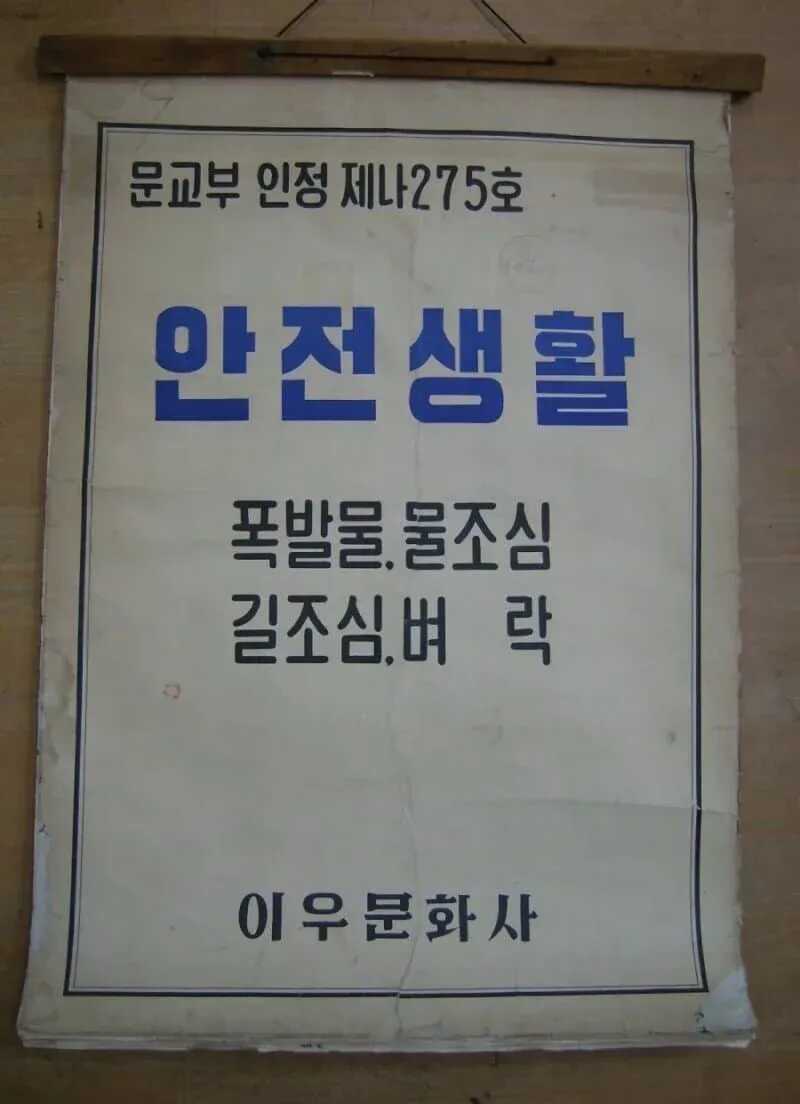 문교부 인정 제나275호
안전생활
폭발물.물조심
길조심.벼 락
이우문화사